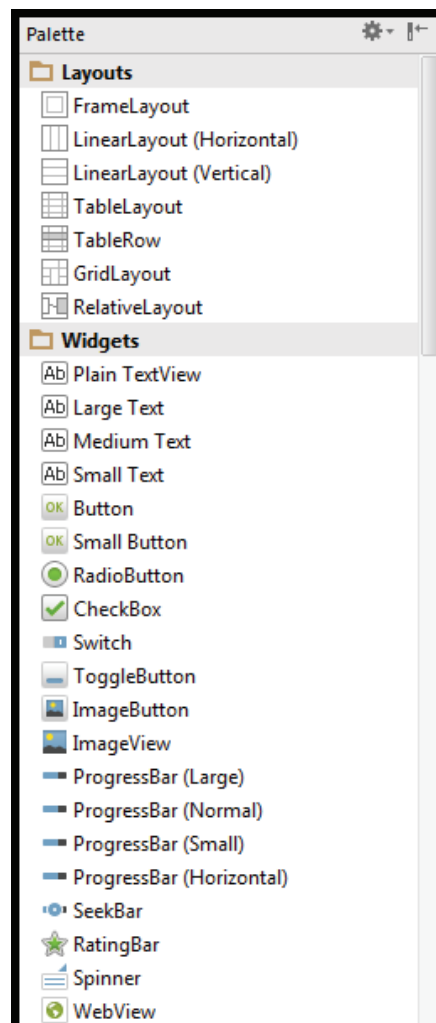 Palette
Layouts
FrameLayout
LinearLayout (Horizontal)
LinearLayout (Vertical)
TableLayout
TableRow
GridLayout
RelativeLayout
Widgets
Ab Plain TextView
Ab Large Text
Ab Medium Text
Ab Small Text
OK Button
OK Small Button
RadioButton
CheckBox
Switch
ToggleButton
ImageButton
ImageView
ProgressBar (Large)
ProgressBar (Normal)
ProgressBar (Small)
ProgressBar (Horizontal)
SeekBar
RatingBar
Spinner
WebView